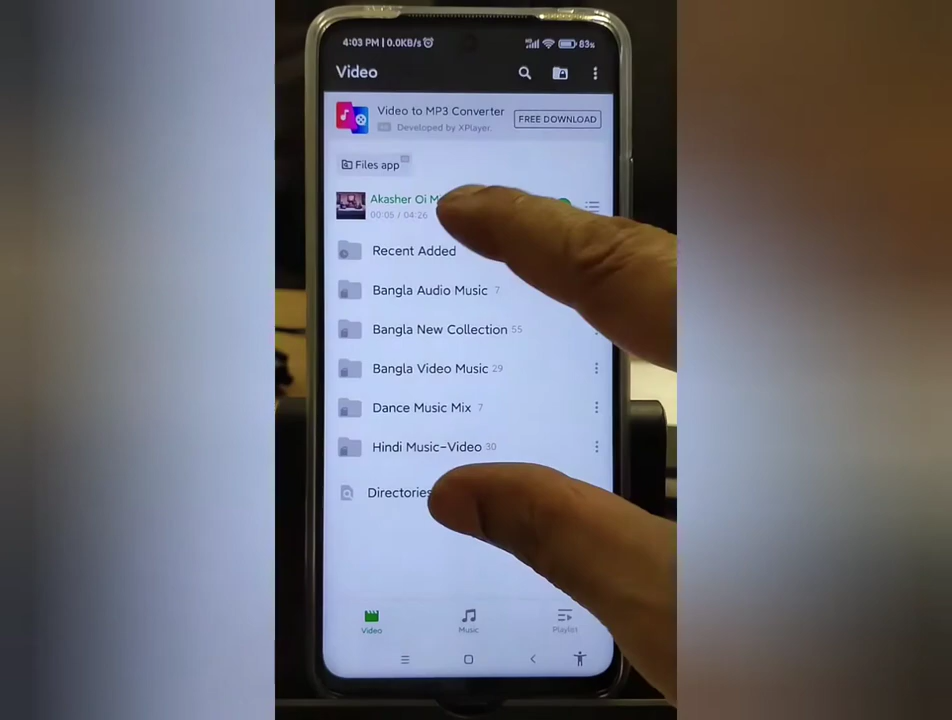 4:03 PM | 0.0KB/s 83%
Video
Video to MP3 Converter
Developed by XPlayer.
FREE DOWNLOAD
Files app
Akasher Oi
00:06 / 04:26
Recent Added
Bangla Audio Music 7
Bangla New Collection 55
Bangla Video Music 29
Dance Music Mix 7
Hindi Music-Video 30
Directories
Video Music Playlist